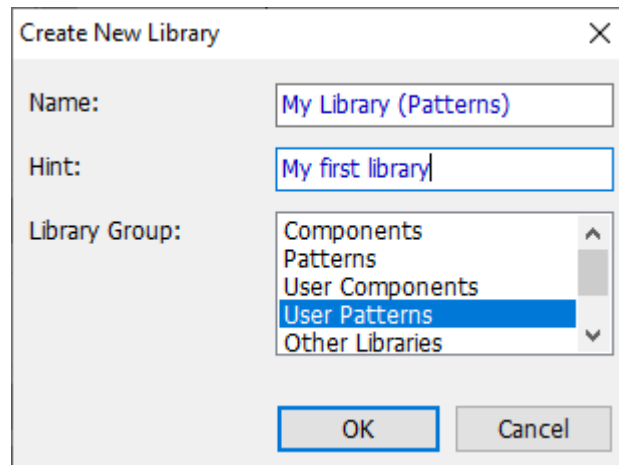 Create New Library
Name: My Library (Patterns)
Hint: My first library
Library Group: Components
Patterns
User Components
User Patterns
Other Libraries
OK Cancel